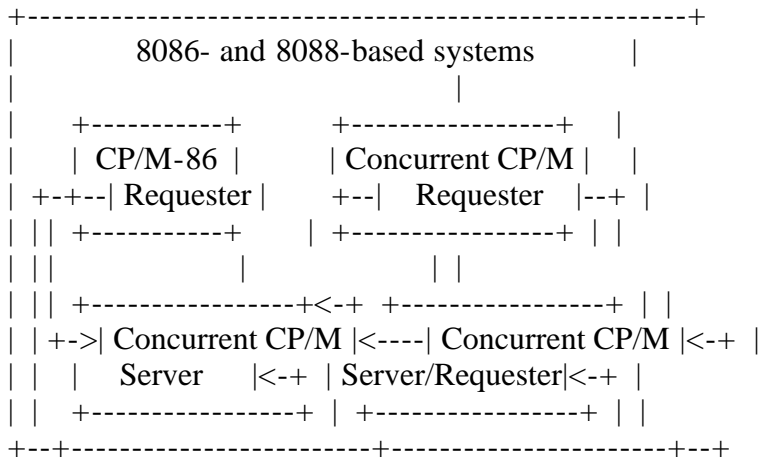 +------------------------------------------------------+
|          8086- and 8088-based systems          |
|                                                    |
|      +-----------+          +-----------------+     |
|      | CP/M-86  |          | Concurrent CP/M |     |
|  +-+--| Requester |       +--|    Requester    |--+  |
|  | |  +-----------+       |  +-----------------+  |  |
|  | |                      |                       |  |
|  | |  +-----------------+<-+  +-----------------+  |  |
|  | +->| Concurrent CP/M |<----| Concurrent CP/M |<-+  |
|  |    |     Server      |<-+  | Server/Requester|<-+  |
|  |    +-----------------+  |  +-----------------+  |  |
+--+-------------------------+-----------------------+--+